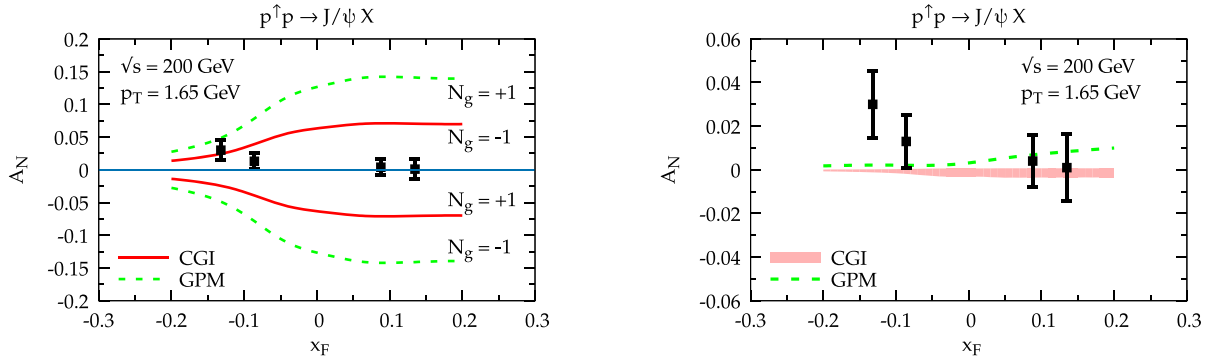 p↑p → J/ψ X
0.2
0.15
0.1
0.05
0
-0.05
-0.1
-0.15
-0.2
A_N
√s = 200 GeV
p_T = 1.65 GeV
N_g = +1
N_g = -1
N_g = +1
N_g = -1
CGI
GPM
-0.3 -0.2 -0.1 0 0.1 0.2 0.3
x_F
p↑p → J/ψ X
0.06
0.04
0.02
0
-0.02
-0.04
-0.06
A_N
√s = 200 GeV
p_T = 1.65 GeV
CGI
GPM
-0.3 -0.2 -0.1 0 0.1 0.2 0.3
x_F